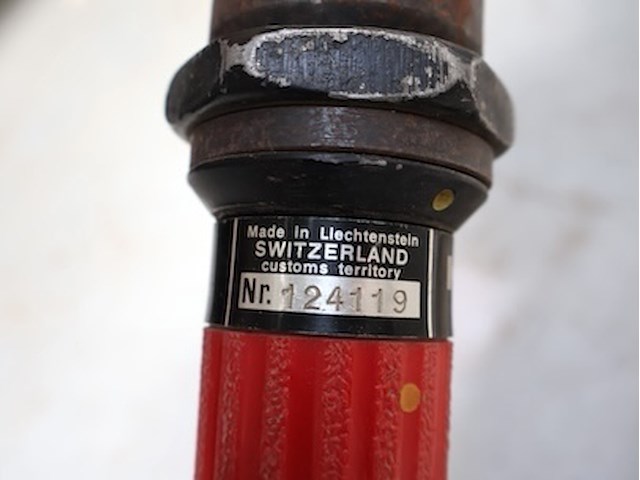 Made in Liechtenstein
SWITZERLAND
customs territory
Nr. 124119